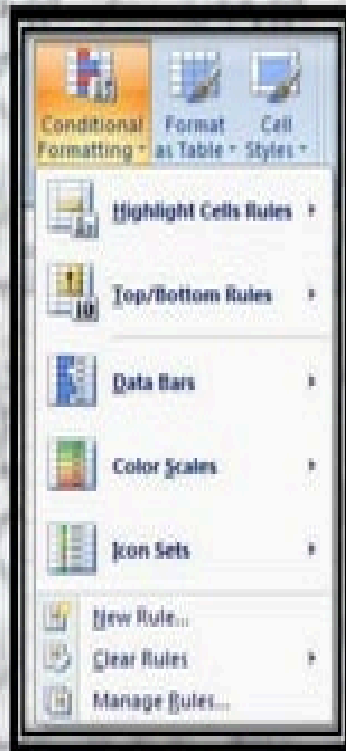 Conditional Formatting
Format as Table
Cell Styles
Highlight Cells Rules
Top/Bottom Rules
Data Bars
Color Scales
Icon Sets
New Rule...
Clear Rules
Manage Rules...